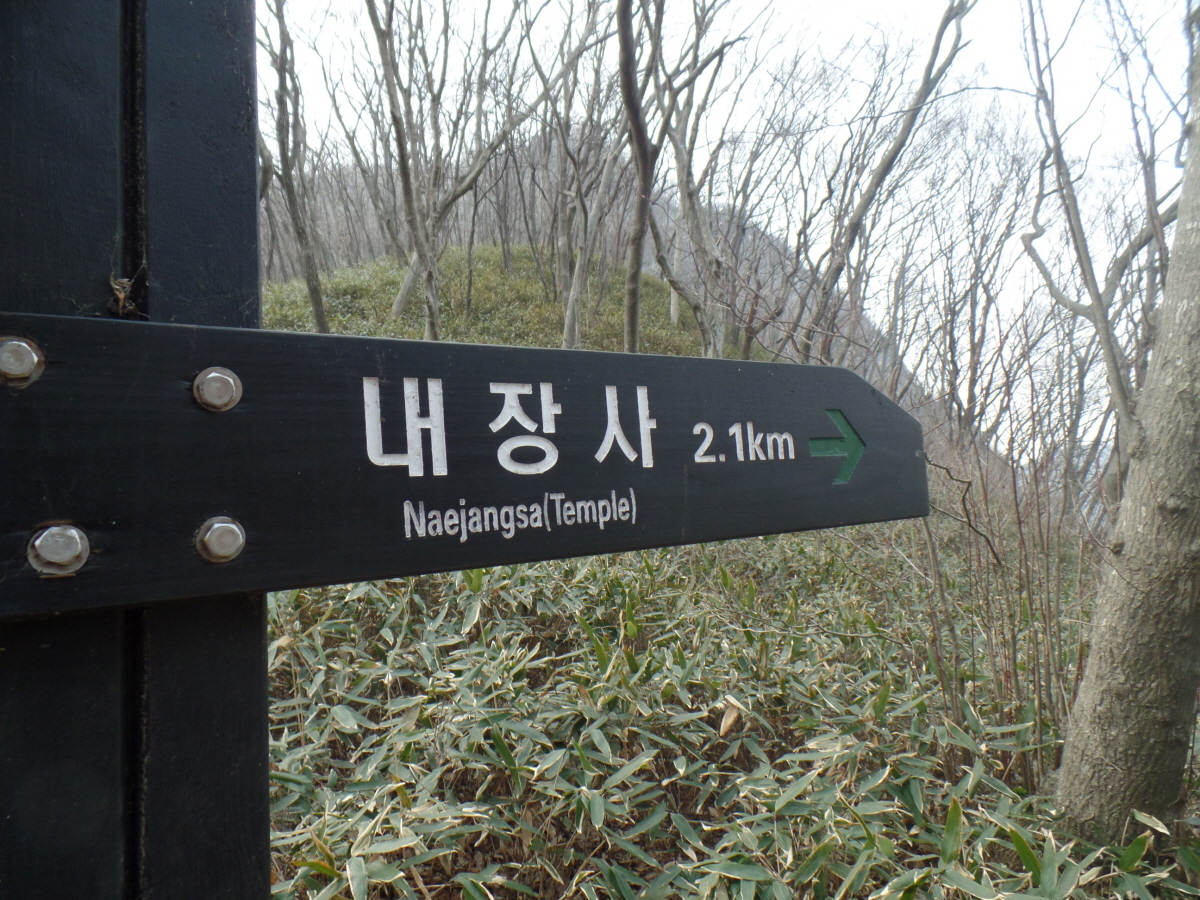 내장사 2.1km →
Naejangsa(Temple)